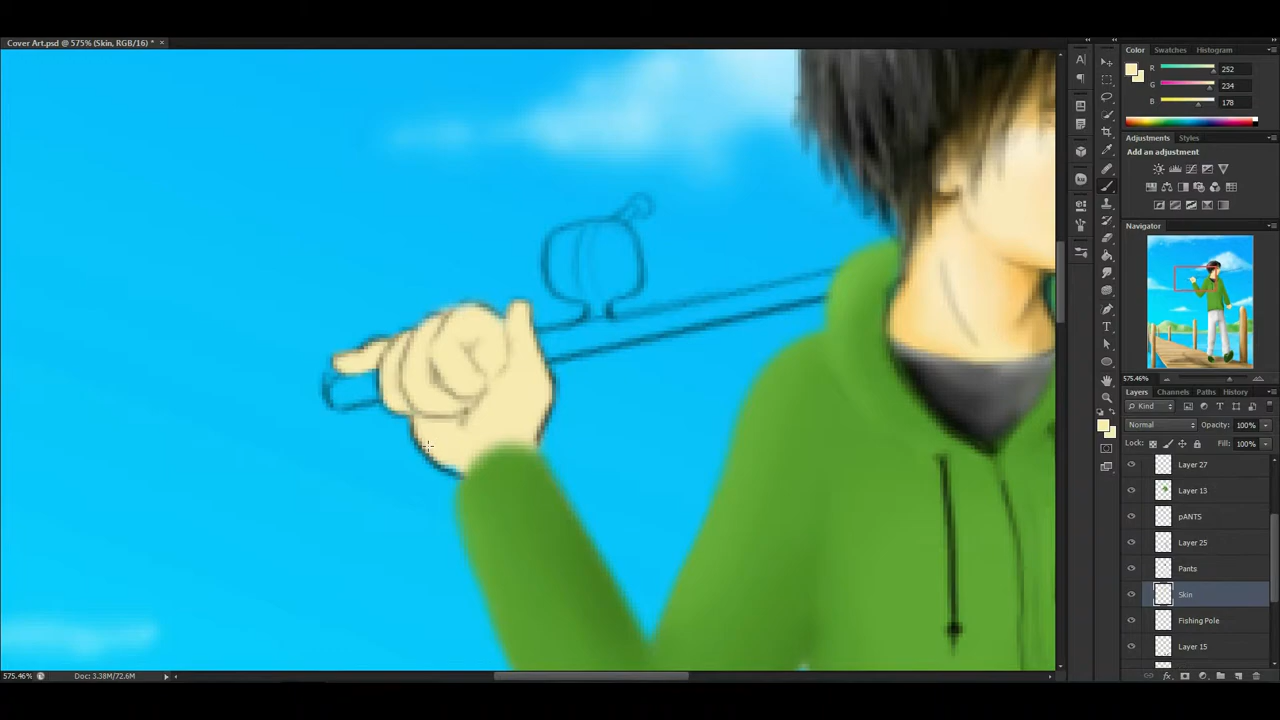 Cover Art.psd @ 575% (Skin, RGB/16) * ×
Color Swatches Histogram
R 252
G 234
B 178
Adjustments Styles
Add an adjustment
Navigator
575.46%
Layers Channels Paths History
Kind
Normal Opacity: 100%
Lock: Fill: 100%
Layer 27
Layer 13
pANTS
Layer 25
Pants
Skin
Fishing Pole
Layer 15
575.46% Doc: 3.38M/72.6M